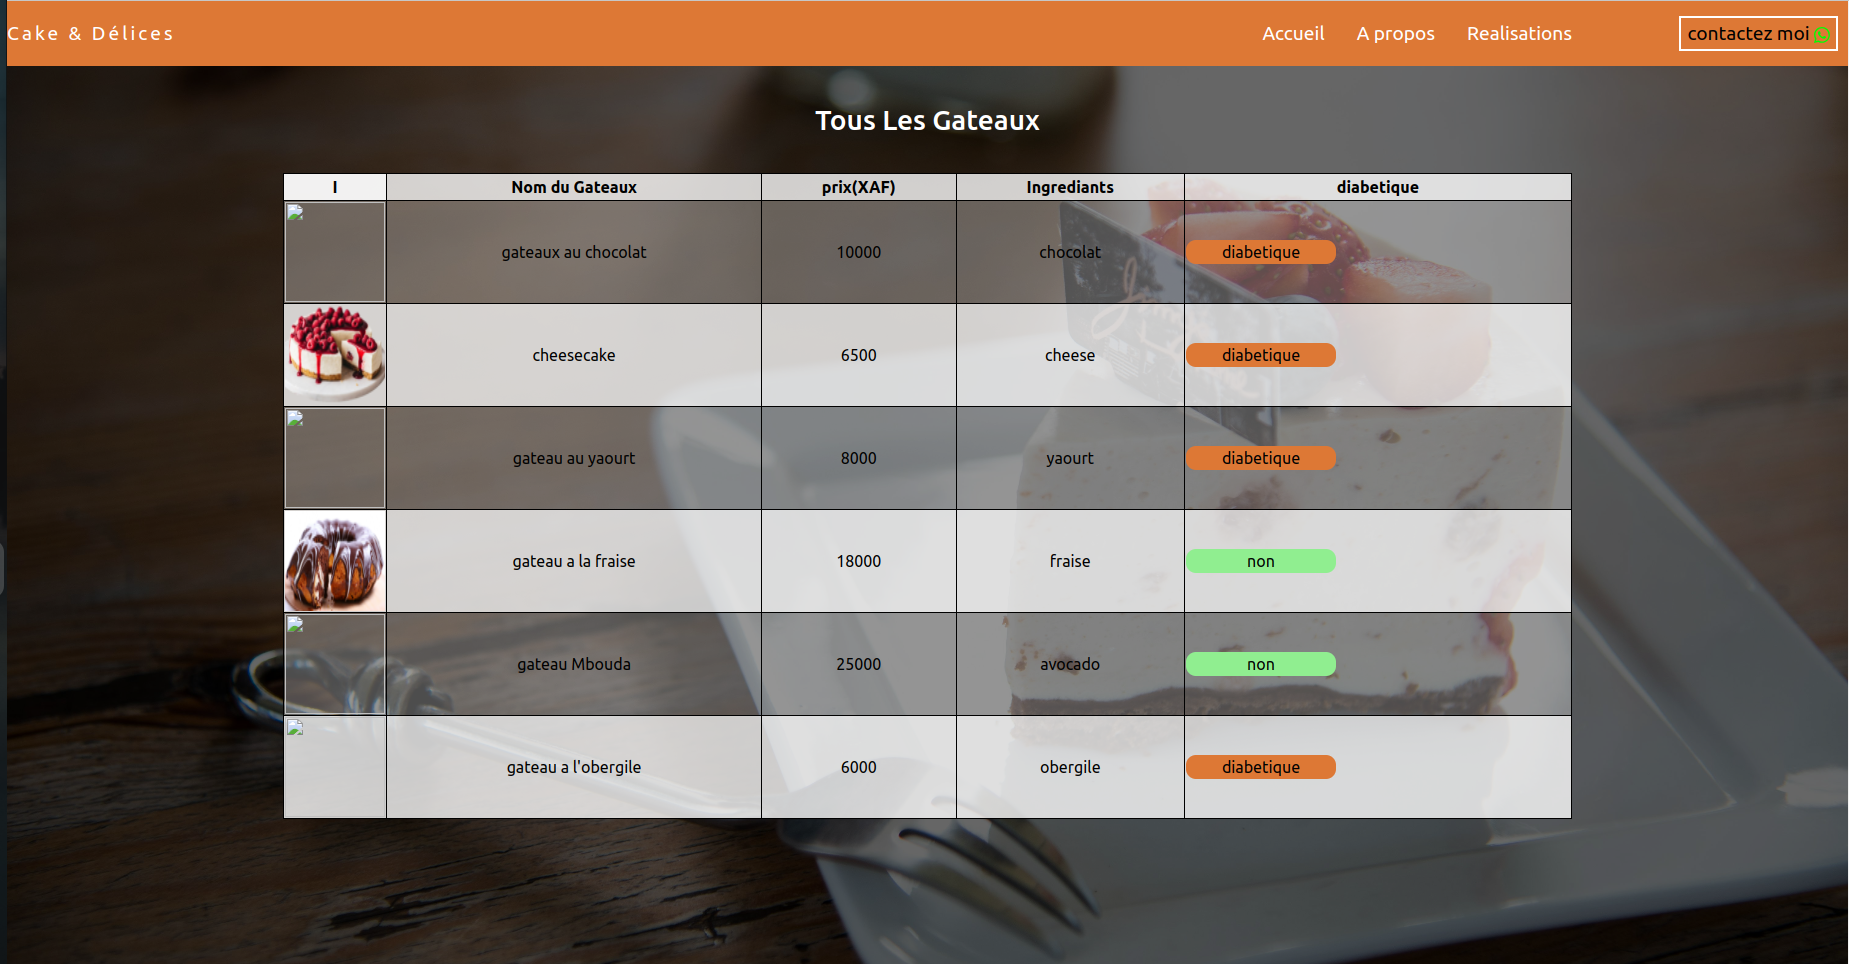 Cake & Délices Accueil A propos Realisations contactez moi
Tous Les Gateaux
I Nom du Gateaux prix(XAF) Ingrediants diabetique
gateaux au chocolat 10000 chocolat diabetique
cheesecake 6500 cheese diabetique
gateau au yaourt 8000 yaourt diabetique
gateau a la fraise 18000 fraise non
gateau Mbouda 25000 avocado non
gateau a l'obergile 6000 obergile diabetique